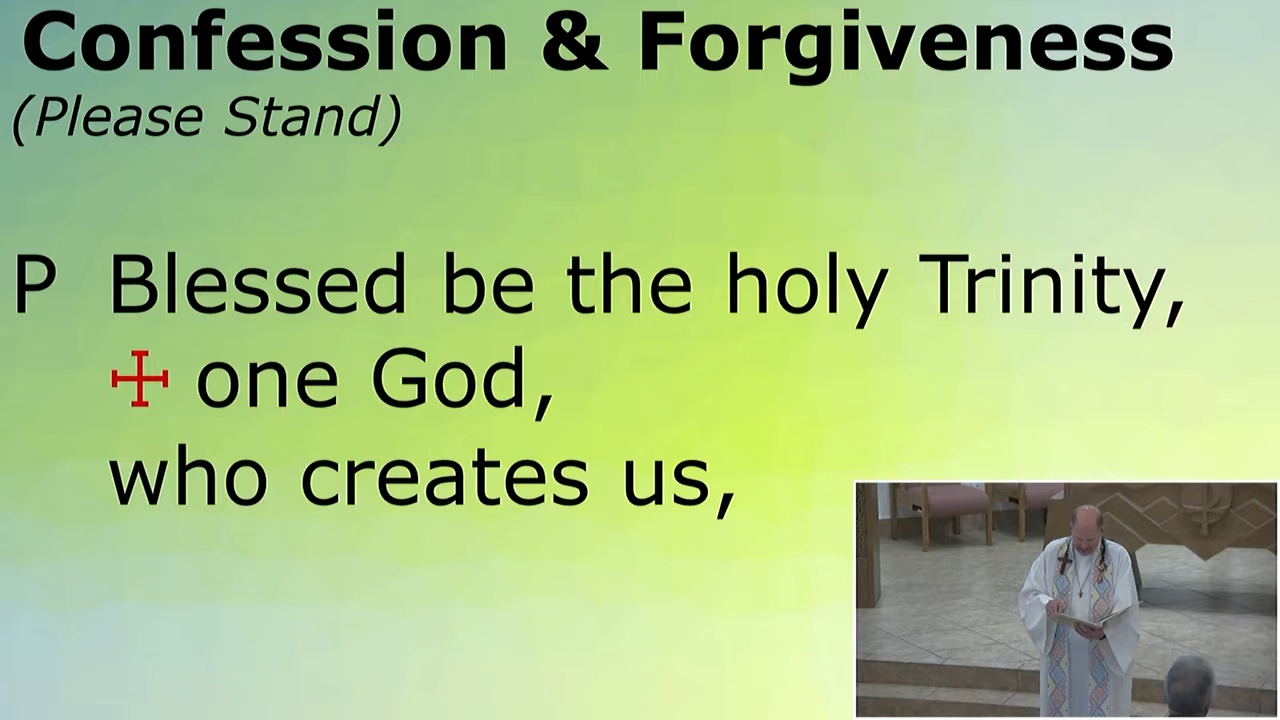 Confession & Forgiveness
(Please Stand)
P Blessed be the holy Trinity,
☩ one God,
who creates us,